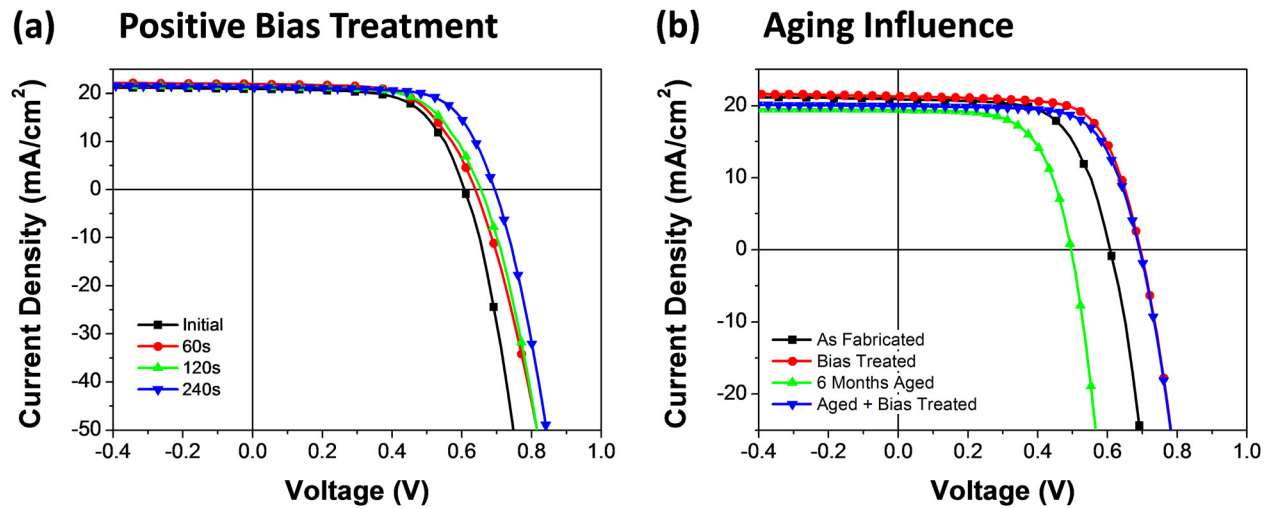 (a) Positive Bias Treatment
Current Density (mA/cm²)
20
10
0
-10
-20
-30
-40
-50
Initial
60s
120s
240s
-0.4 -0.2 0.0 0.2 0.4 0.6 0.8 1.0
Voltage (V)
(b) Aging Influence
Current Density (mA/cm²)
20
10
0
-10
-20
As Fabricated
Bias Treated
6 Months Aged
Aged + Bias Treated
-0.4 -0.2 0.0 0.2 0.4 0.6 0.8 1.0
Voltage (V)